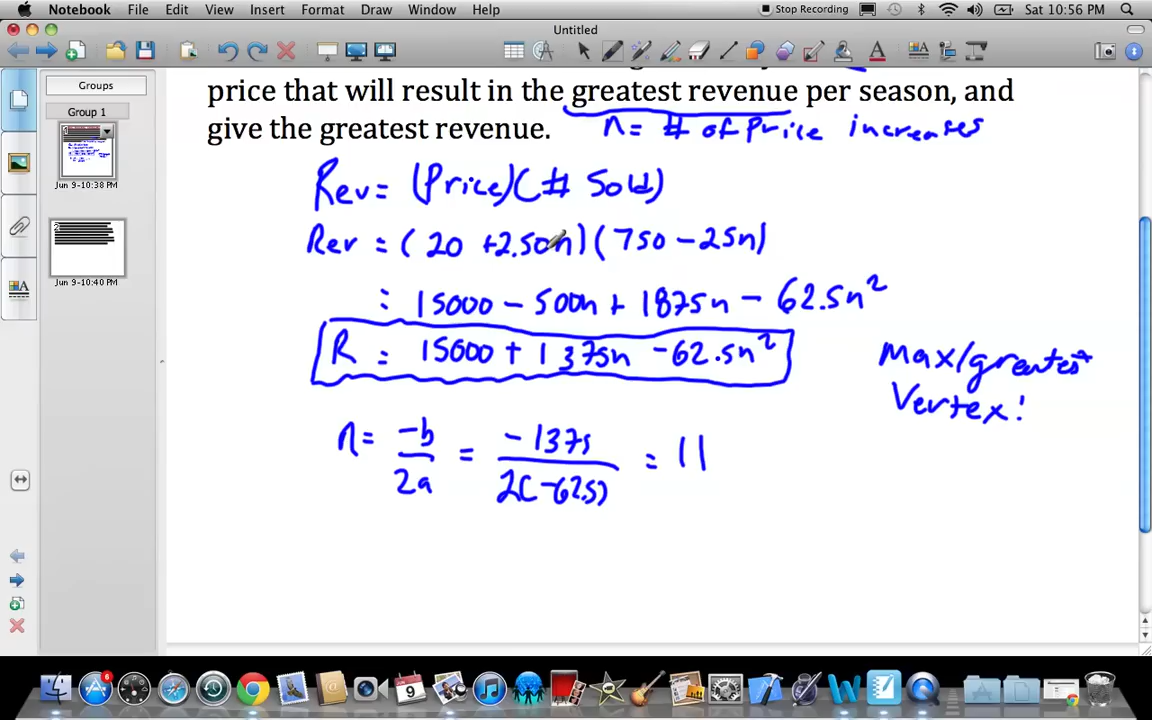 Notebook File Edit View Insert Format Draw Window Help Stop Recording Sat 10:56 PM
Untitled
Groups
Group 1
Jun 9-10:38 PM
2
Jun 9-10:40 PM
price that will result in the greatest revenue per season, and
give the greatest revenue. n = # of price increases
Rev = (Price)(# Sold)
Rev = (20 +2.50n)(750 -25n)
= 15000 - 500n + 1875n - 62.5n²
R = 15000 + 1375n -62.5n²
Max/greatest
Vertex!
n = -b/2a = -1375/2(-62.5) = 11
6
9